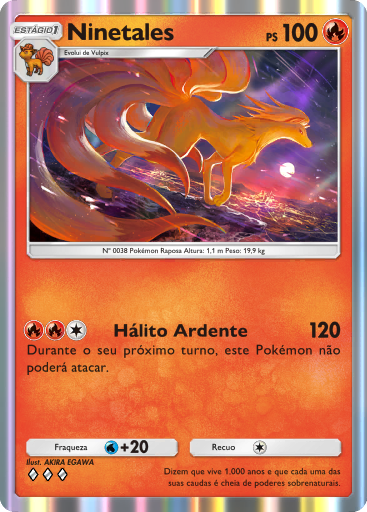 ESTÁGIO 1
Ninetales
PS 100
Evolui de Vulpix
Nº 0038 Pokémon Raposa Altura: 1,1 m Peso: 19,9 kg
Hálito Ardente 120
Durante o seu próximo turno, este Pokémon não
poderá atacar.
Fraqueza +20 Recuo
Ilust. AKIRA EGAWA
Dizem que vive 1.000 anos e que cada uma das
suas caudas é cheia de poderes sobrenaturais.